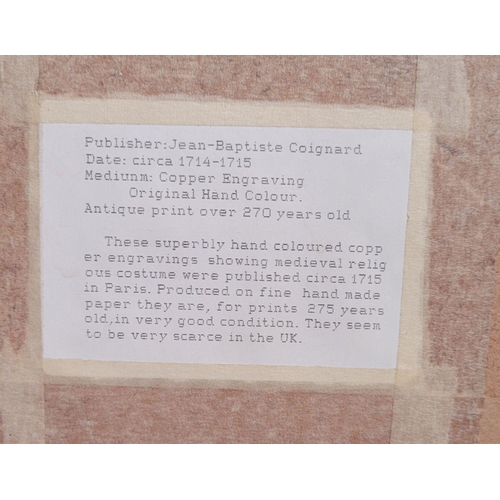 Publisher:Jean-Baptiste Coignard
Date: circa 1714-1715
Mediunm: Copper Engraving
Original Hand Colour.
Antique print over 270 years old
These superbly hand coloured copp
er engravings showing medieval relig
ious costume were published circa 1715
in Paris. Produced on fine hand made
paper they are, for prints 275 years
old,in very good condition. They seem
to be very scarce in the UK.